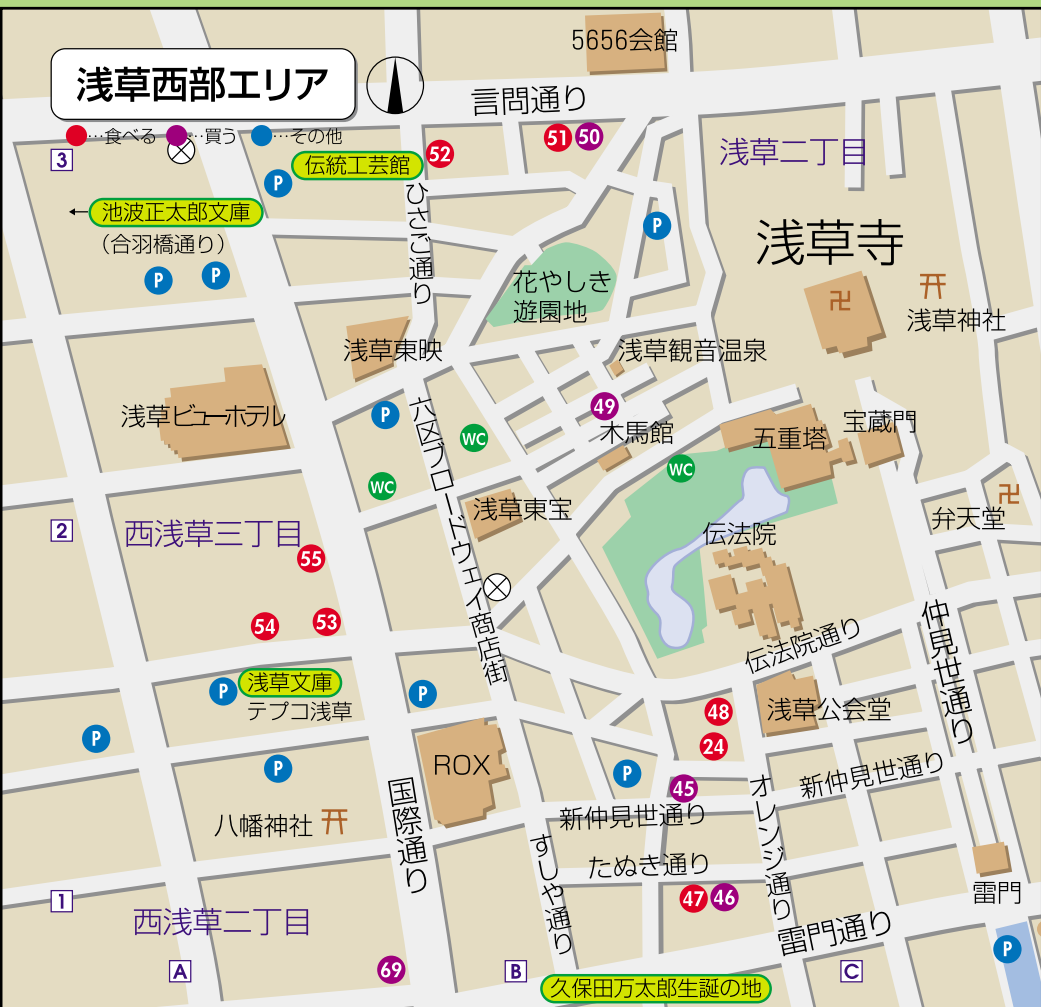 5656会館
浅草西部エリア
言問通り
…食べる …買う …その他
51 50
浅草二丁目
3
伝統工芸館
52
P
←池波正太郎文庫
(合羽橋通り)
P
P
P
ひさご通り
浅草寺
花やしき
遊園地
卍
浅草神社
浅草東映
浅草観音温泉
浅草ビューホテル
P
49
木馬館
宝蔵門
五重塔
WC
WC
WC
六区ブロードウェイ商店街
浅草東宝
卍
弁天堂
2
西浅草三丁目
伝法院
55
54
53
仲見世通り
伝法院通り
浅草文庫
P
テプコ浅草
P
48
浅草公会堂
P
24
ROX
P
P
45
新仲見世通り
新仲見世通り
オレンジ通り
八幡神社
国際通り
すしや通り
たぬき通り
47 46
雷門
1
西浅草二丁目
雷門通り
P
A
69
B
C
久保田万太郎生誕の地